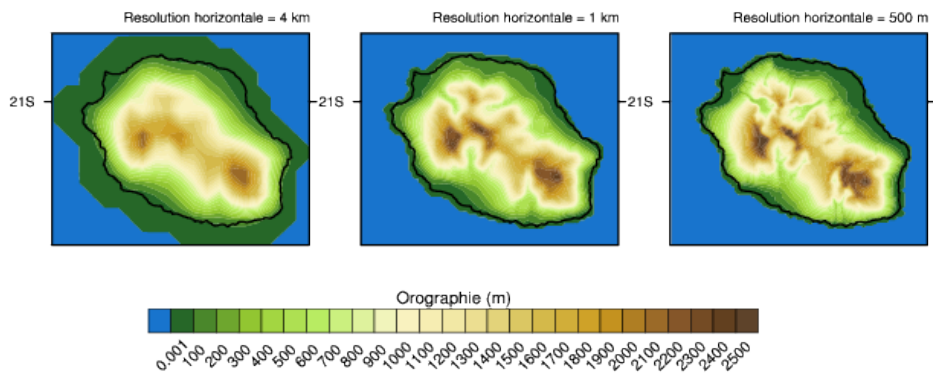 Resolution horizontale = 4 km
Resolution horizontale = 1 km
Resolution horizontale = 500 m
21S
21S
21S
Orographie (m)
0.001 100 200 300 400 500 600 700 800 900 1000 1100 1200 1300 1400 1500 1600 1700 1800 1900 2000 2100 2200 2300 2400 2500